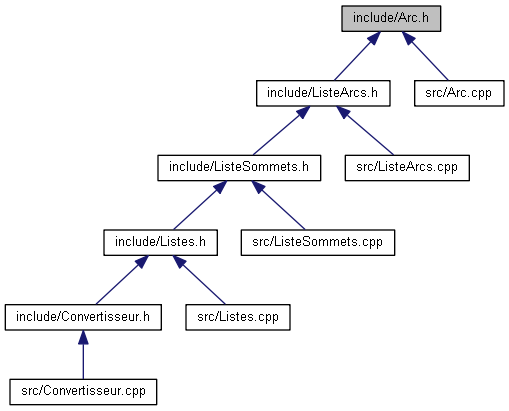 include/Arc.h
include/ListeArcs.h
src/Arc.cpp
include/ListeSommets.h
src/ListeArcs.cpp
include/Listes.h
src/ListeSommets.cpp
include/Convertisseur.h
src/Listes.cpp
src/Convertisseur.cpp